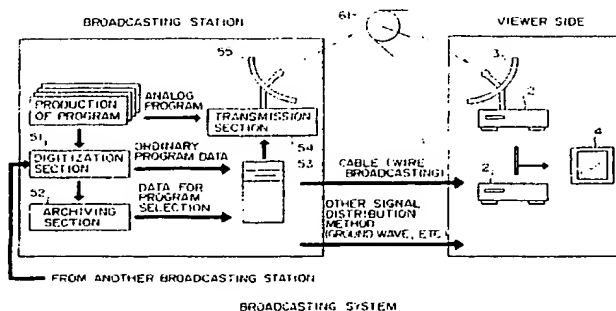 BROADCASTING STATION
61
VIEWER SIDE
55
3
2
PRODUCTION
OF PROGRAM
ANALOG
PROGRAM
TRANSMISSION
SECTION
51
ORDINARY
PROGRAM DATA
54
53
4
DIGITIZATION
SECTION
CABLE (WIRE
BROADCASTING)
2
52
DATA FOR
PROGRAM
SELECTION
ARCHIVING
SECTION
OTHER SIGNAL
DISTRIBUTION
METHOD
(GROUND WAVE, ETC.)
FROM ANOTHER BROADCASTING STATION
BROADCASTING SYSTEM